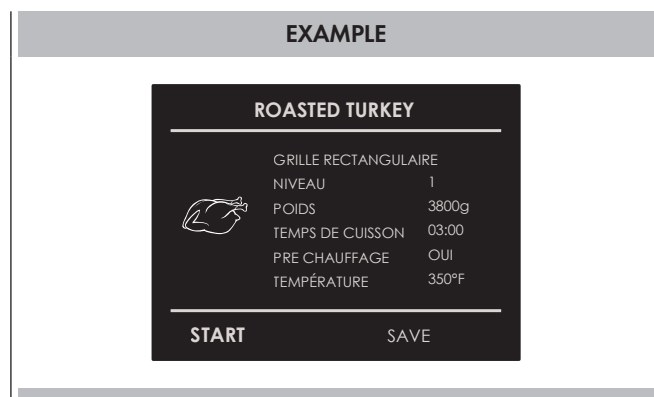 EXAMPLE
ROASTED TURKEY
GRILLE RECTANGULAIRE
NIVEAU 1
POIDS 3800g
TEMPS DE CUISSON 03:00
PRE CHAUFFAGE OUI
TEMPÉRATURE 350°F
START SAVE